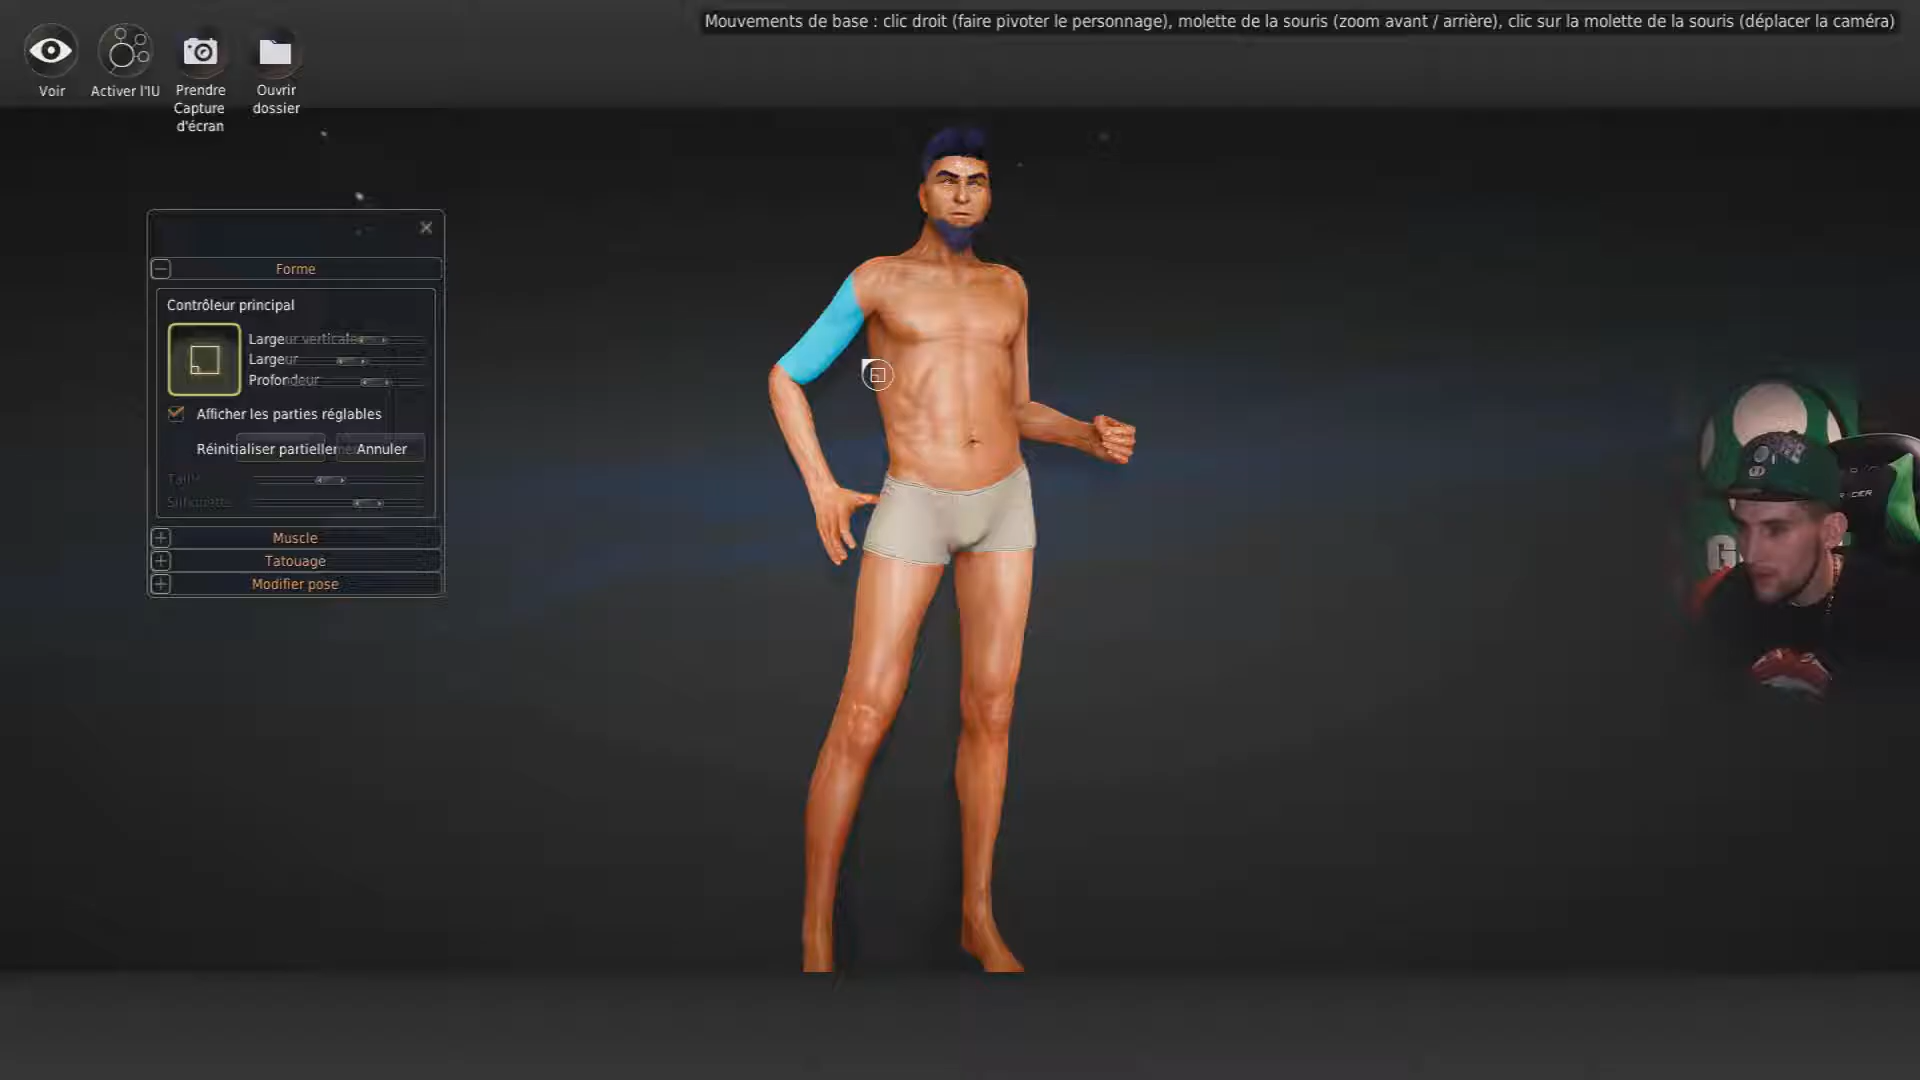 Mouvements de base : clic droit (faire pivoter le personnage), molette de la souris (zoom avant / arrière), clic sur la molette de la souris (déplacer la caméra)
Voir
Activer l'IU
Prendre
Capture
d'écran
Ouvrir
dossier
Forme
Contrôleur principal
Largeur verticale
Largeur
Profondeur
Afficher les parties réglables
Réinitialiser partiellement Annuler
Taille
Silhouette
Muscle
Tatouage
Modifier pose